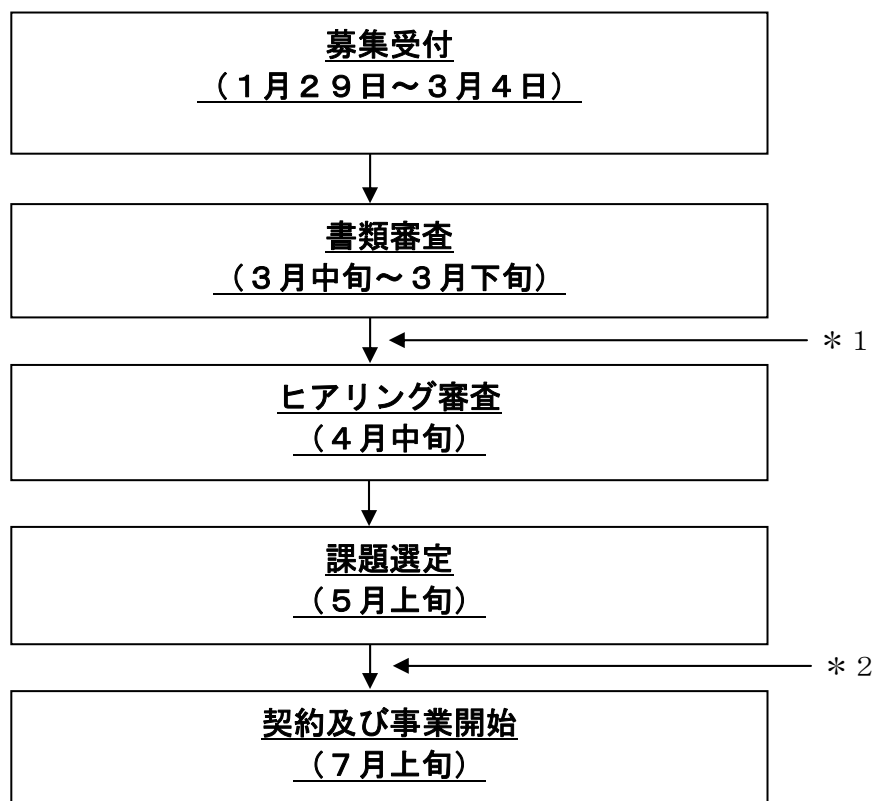 募集受付
（１月２９日～３月４日）
書類審査
（３月中旬～３月下旬）
＊１
ヒアリング審査
（４月中旬）
課題選定
（５月上旬）
＊２
契約及び事業開始
（７月上旬）